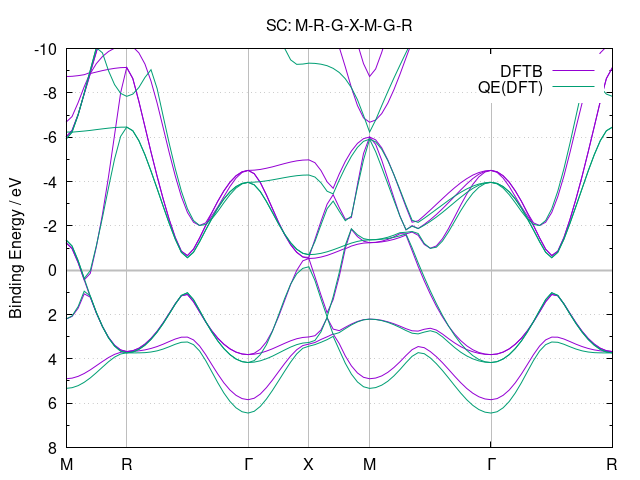 SC: M-R-G-X-M-G-R
DFTB
QE(DFT)
Binding Energy / eV
-10
-8
-6
-4
-2
0
2
4
6
8
M R Γ X M Γ R